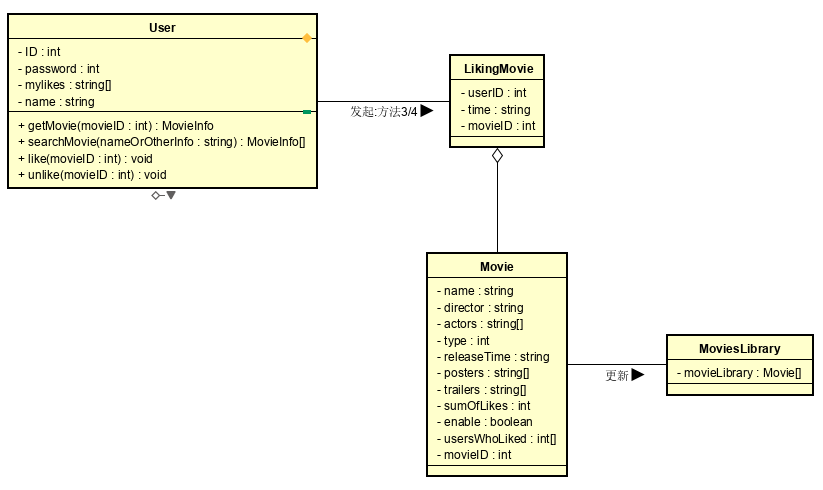 User
- ID : int
- password : int
- mylikes : string[]
- name : string
+ getMovie(movieID : int) : MovieInfo
+ searchMovie(nameOrOtherInfo : string) : MovieInfo[]
+ like(movieID : int) : void
+ unlike(movieID : int) : void
发起:方法3/4
LikingMovie
- userID : int
- time : string
- movieID : int
Movie
- name : string
- director : string
- actors : string[]
- type : int
- releaseTime : string
- posters : string[]
- trailers : string[]
- sumOfLikes : int
- enable : boolean
- usersWhoLiked : int[]
- movieID : int
更新
MoviesLibrary
- movieLibrary : Movie[]